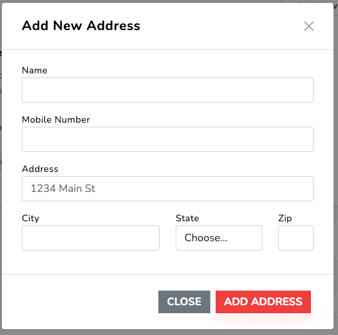 Add New Address
Name
Mobile Number
Address
1234 Main St
City State Zip
Choose...
CLOSE ADD ADDRESS